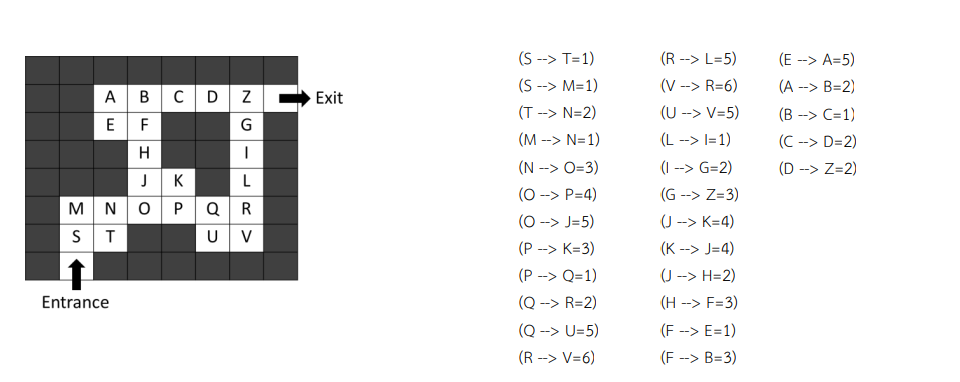 A B C D Z Exit
E F G
H I
J K L
M N O P Q R
S T U V
Entrance
(S --> T=1)
(S --> M=1)
(T --> N=2)
(M --> N=1)
(N --> O=3)
(O --> P=4)
(O --> J=5)
(P --> K=3)
(P --> Q=1)
(Q --> R=2)
(Q --> U=5)
(R --> V=6)
(R --> L=5)
(V --> R=6)
(U --> V=5)
(L --> I=1)
(I --> G=2)
(G --> Z=3)
(J --> K=4)
(K --> J=4)
(J --> H=2)
(H --> F=3)
(F --> E=1)
(F --> B=3)
(E --> A=5)
(A --> B=2)
(B --> C=1)
(C --> D=2)
(D --> Z=2)